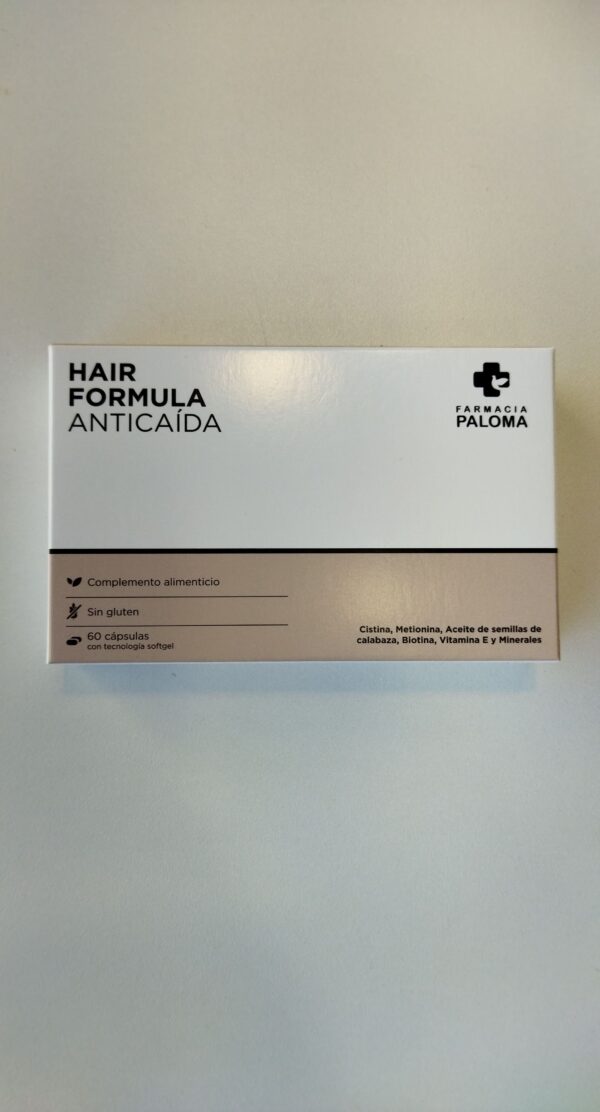 HAIR
FORMULA
ANTICAÍDA
FARMACIA
PALOMA
Complemento alimenticio
Sin gluten
60 cápsulas
con tecnología softgel
Cistina, Metionina, Aceite de semillas de
calabaza, Biotina, Vitamina E y Minerales